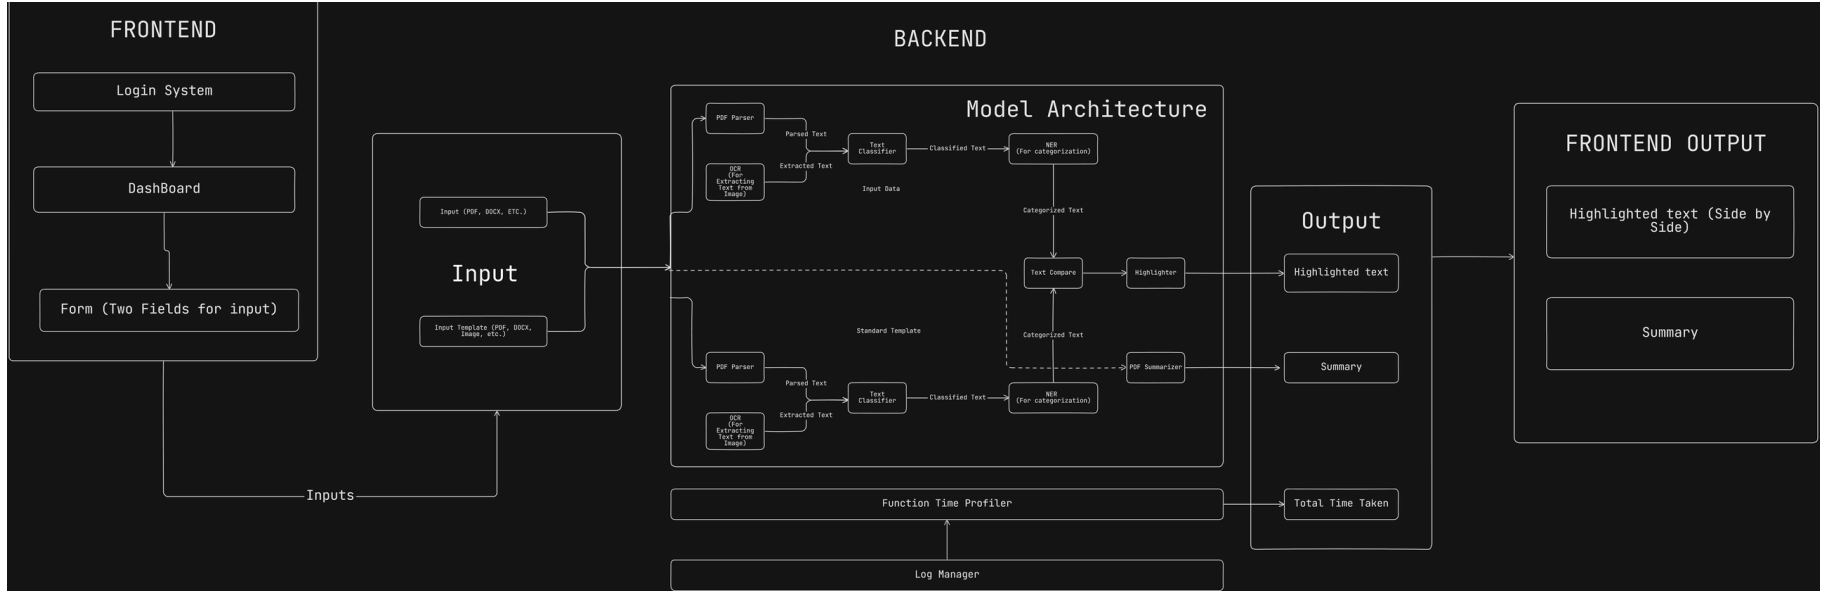 FRONTEND
Login System
DashBoard
Form (Two Fields for input)
Inputs
Input (PDF, DOCX, ETC.)
Input
Input Template (PDF, DOCX,
Image, etc.)
BACKEND
Model Architecture
PDF Parser
Parsed Text
OCR
(For
Extracting
Text from
Image)
Extracted Text
Text
Classifier
Classified Text
NER
(For categorization)
Input Data
Categorized Text
Text Compare
Highlighter
Standard Template
Categorized Text
PDF Parser
Parsed Text
OCR
(For
Extracting
Text from
Image)
Extracted Text
Text
Classifier
Classified Text
NER
(For categorization)
PDF Summarizer
Function Time Profiler
Log Manager
Output
Highlighted text
Summary
Total Time Taken
FRONTEND OUTPUT
Highlighted text (Side by
Side)
Summary